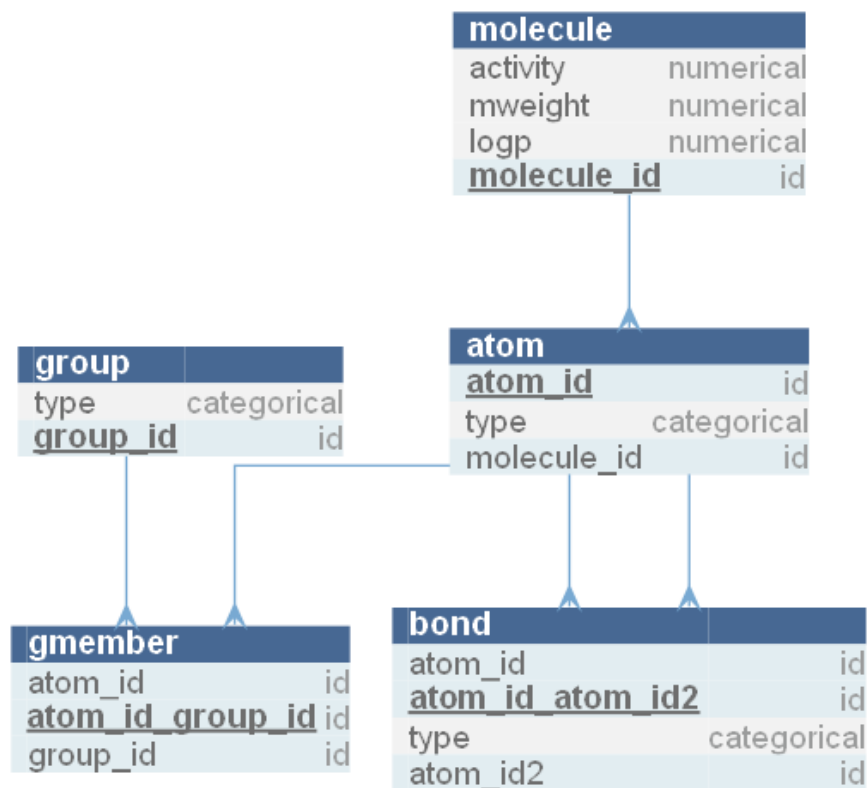 molecule
activity numerical
mweight numerical
logp numerical
molecule_id id
atom
atom_id id
type categorical
molecule_id id
group
type categorical
group_id id
gmember
atom_id id
atom_id_group_id id
group_id id
bond
atom_id id
atom_id_atom_id2 id
type categorical
atom_id2 id